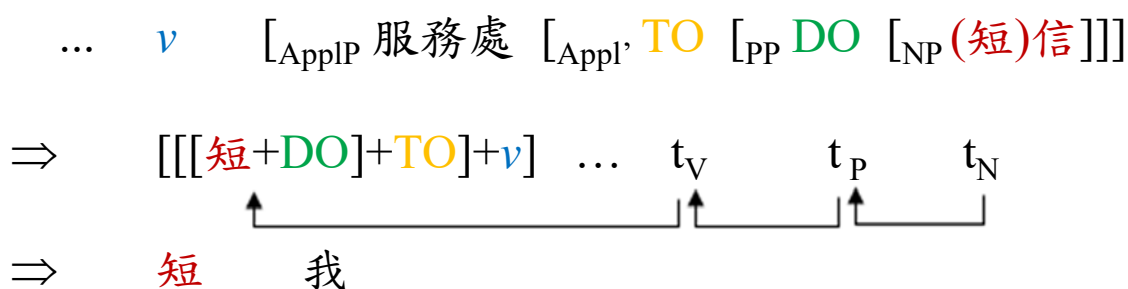 ... v [ApplP 服務處 [Appl’ TO [PP DO [NP (短)信]]]
⇒ [[[短+DO]+TO]+v] … tV tP tN
⇒ 短 我